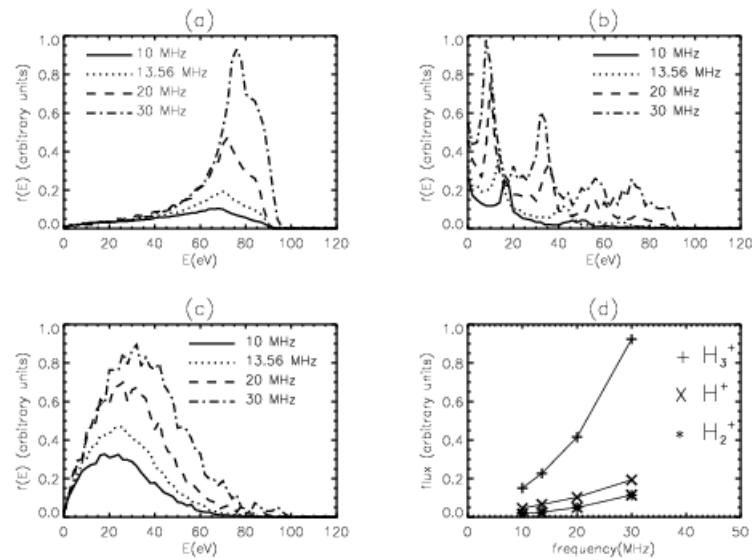 (a)
f(E) (arbitrary units)
1.0
0.8
0.6
0.4
0.2
0.0
10 MHz
13.56 MHz
20 MHz
30 MHz
0 20 40 60 80 100 120
E(eV)
(b)
f(E) (arbitrary units)
1.0
0.8
0.6
0.4
0.2
0.0
10 MHz
13.56 MHz
20 MHz
30 MHz
0 20 40 60 80 100 120
E(eV)
(c)
f(E) (arbitrary units)
1.0
0.8
0.6
0.4
0.2
0.0
10 MHz
13.56 MHz
20 MHz
30 MHz
0 20 40 60 80 100 120
E(eV)
(d)
flux (arbitrary units)
1.0
0.8
0.6
0.4
0.2
0.0
+ H₃⁺
× H⁺
* H₂⁺
0 10 20 30 40 50
frequency(MHz)